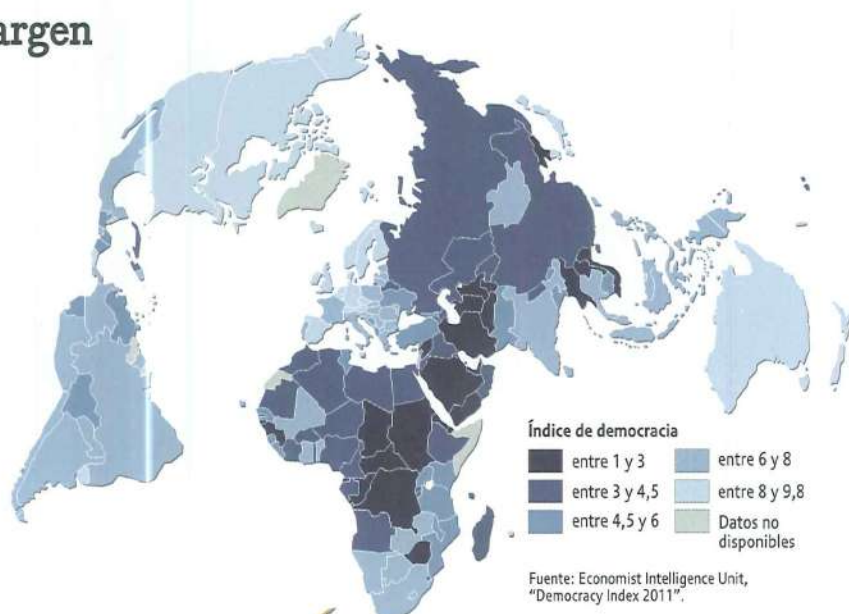 argen
Índice de democracia
entre 1 y 3
entre 3 y 4,5
entre 4,5 y 6
entre 6 y 8
entre 8 y 9,8
Datos no
disponibles
Fuente: Economist Intelligence Unit,
"Democracy Index 2011".